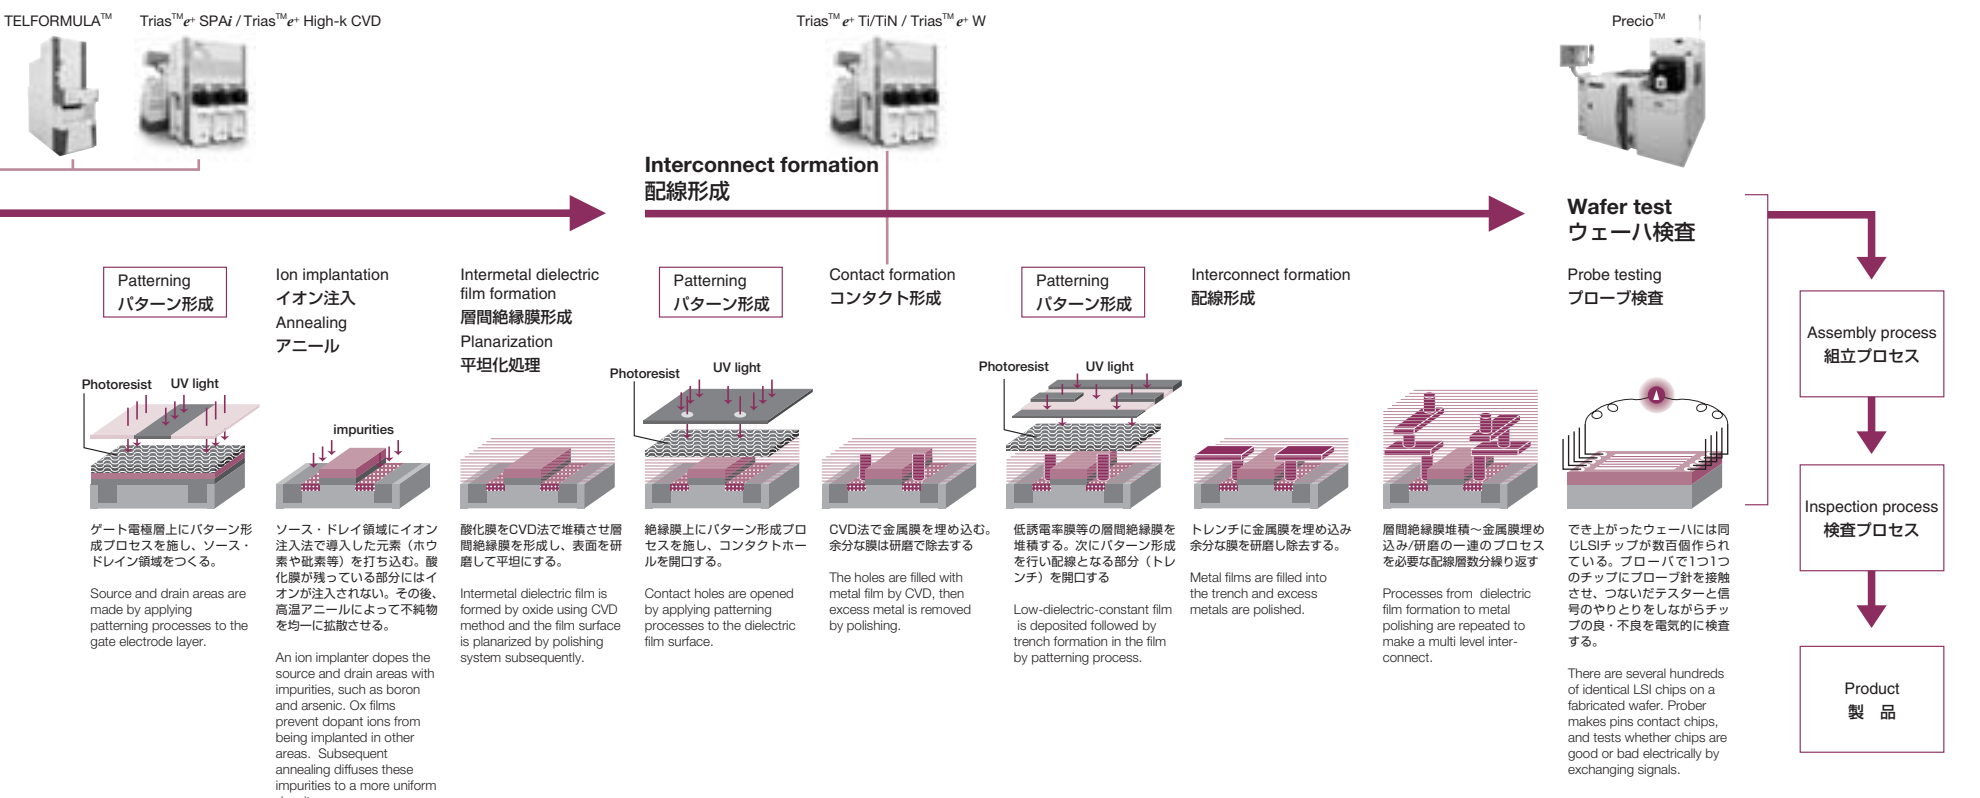 TELFORMULA™
Trias™e+ SPAi / Trias™e+ High-k CVD
Trias™ e+ Ti/TiN / Trias™ e+ W
Precio™
Interconnect formation
配線形成
Wafer test
ウェーハ検査
Patterning
パターン形成
Photoresist UV light
ゲート電極層上にパターン形
成プロセスを施し、ソース・
ドレイン領域をつくる。
Source and drain areas are
made by applying
patterning processes to the
gate electrode layer.
Ion implantation
イオン注入
Annealing
アニール
impurities
ソース・ドレイ領域にイオン
注入法で導入した元素（ホウ
素や砒素等）を打ち込む。酸
化膜が残っている部分にはイ
オンが注入されない。その後、
高温アニールによって不純物
を均一に拡散させる。
An ion implanter dopes the
source and drain areas with
impurities, such as boron
and arsenic. Ox films
prevent dopant ions from
being implanted in other
areas. Subsequent
annealing diffuses these
impurities to a more uniform
Intermetal dielectric
film formation
層間絶縁膜形成
Planarization
平坦化処理
酸化膜をCVD法で堆積させ層
間絶縁膜を形成し、表面を研
磨して平坦にする。
Intermetal dielectric film is
formed by oxide using CVD
method and the film surface
is planarized by polishing
system subsequently.
Patterning
パターン形成
Photoresist UV light
絶縁膜上にパターン形成プロ
セスを施し、コンタクトホー
ルを開口する。
Contact holes are opened
by applying patterning
processes to the dielectric
film surface.
Contact formation
コンタクト形成
CVD法で金属膜を埋め込む。
余分な膜は研磨で除去する
The holes are filled with
metal film by CVD, then
excess metal is removed
by polishing.
Patterning
パターン形成
Photoresist UV light
低誘電率膜等の層間絶縁膜を
堆積する。次にパターン形成
を行い配線となる部分（トレ
ンチ）を開口する
Low-dielectric-constant film
is deposited followed by
trench formation in the film
by patterning process.
Interconnect formation
配線形成
トレンチに金属膜を埋め込み
余分な膜を研磨し除去する。
Metal films are filled into
the trench and excess
metals are polished.
層間絶縁膜堆積～金属膜埋め
込み/研磨の一連のプロセス
を必要な配線層数分繰り返す
Processes from dielectric
film formation to metal
polishing are repeated to
make a multi level inter-
connect.
Probe testing
プローブ検査
でき上がったウェーハには同
じLSIチップが数百個作られ
ている。プローバで1つ1つ
のチップにプローブ針を接触
させ、つないだテスターと信
号のやりとりをしながらチッ
プの良・不良を電気的に検査
する。
There are several hundreds
of identical LSI chips on a
fabricated wafer. Prober
makes pins contact chips,
and tests whether chips are
good or bad electrically by
exchanging signals.
Assembly process
組立プロセス
Inspection process
検査プロセス
Product
製 品